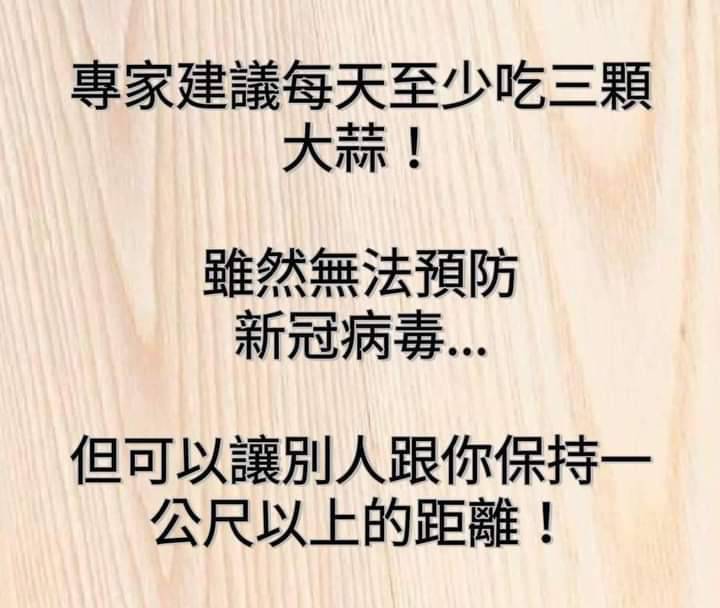 專家建議每天至少吃三顆
大蒜！
雖然無法預防
新冠病毒...
但可以讓別人跟你保持一
公尺以上的距離！